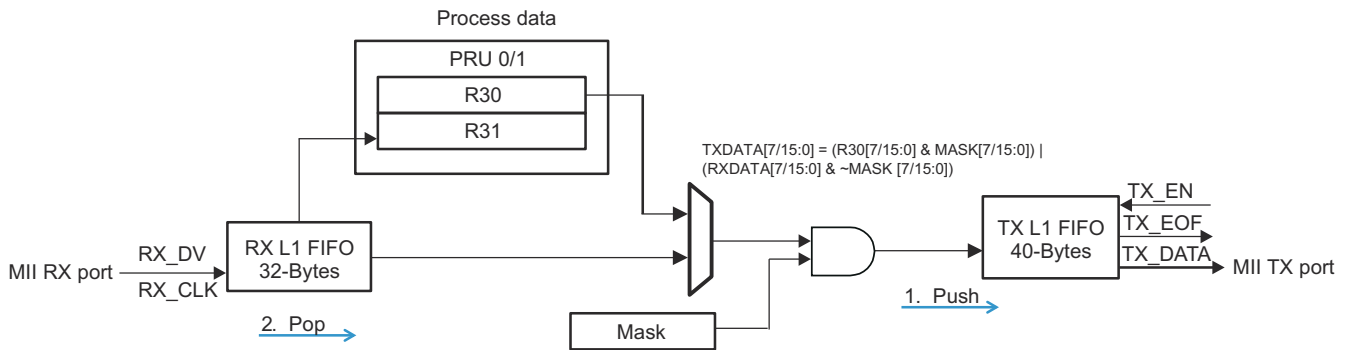 Process data
PRU 0/1
R30
R31
TXDATA[7/15:0] = (R30[7/15:0] & MASK[7/15:0]) |
(RXDATA[7/15:0] & ~MASK [7/15:0])
MII RX port
RX_DV
RX_CLK
RX L1 FIFO
32-Bytes
2. Pop
Mask
1. Push
TX L1 FIFO
40-Bytes
TX_EN
TX_EOF
TX_DATA
MII TX port